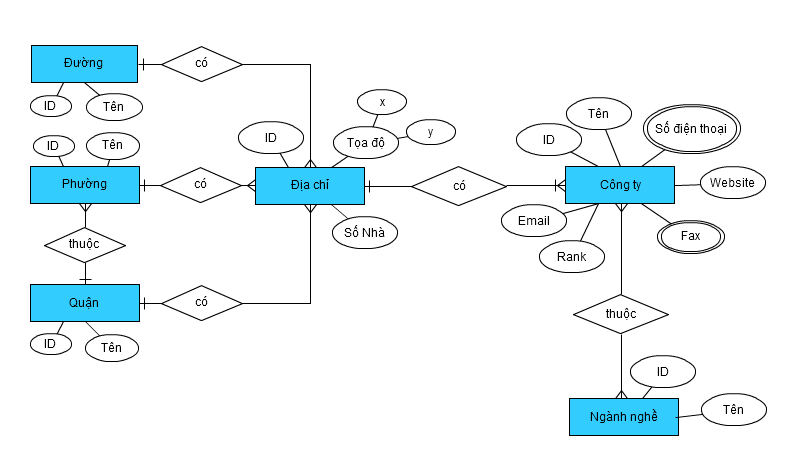 Đường
có
ID
Tên
x
y
Tọa độ
ID
Tên
ID
Số điện thoại
ID
Tên
Phường
có
Địa chỉ
có
Công ty
Website
Email
Số Nhà
Rank
Fax
thuộc
Quận
có
ID
Tên
thuộc
ID
Ngành nghề
Tên